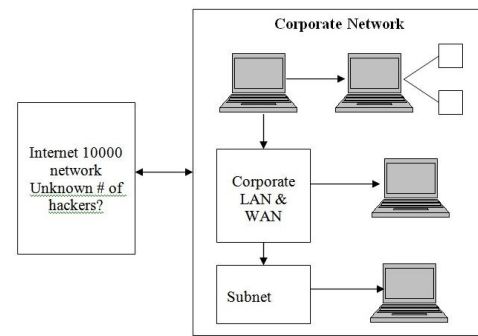 Corporate Network
Internet 10000
network
Unknown # of
hackers?
Corporate
LAN &
WAN
Subnet